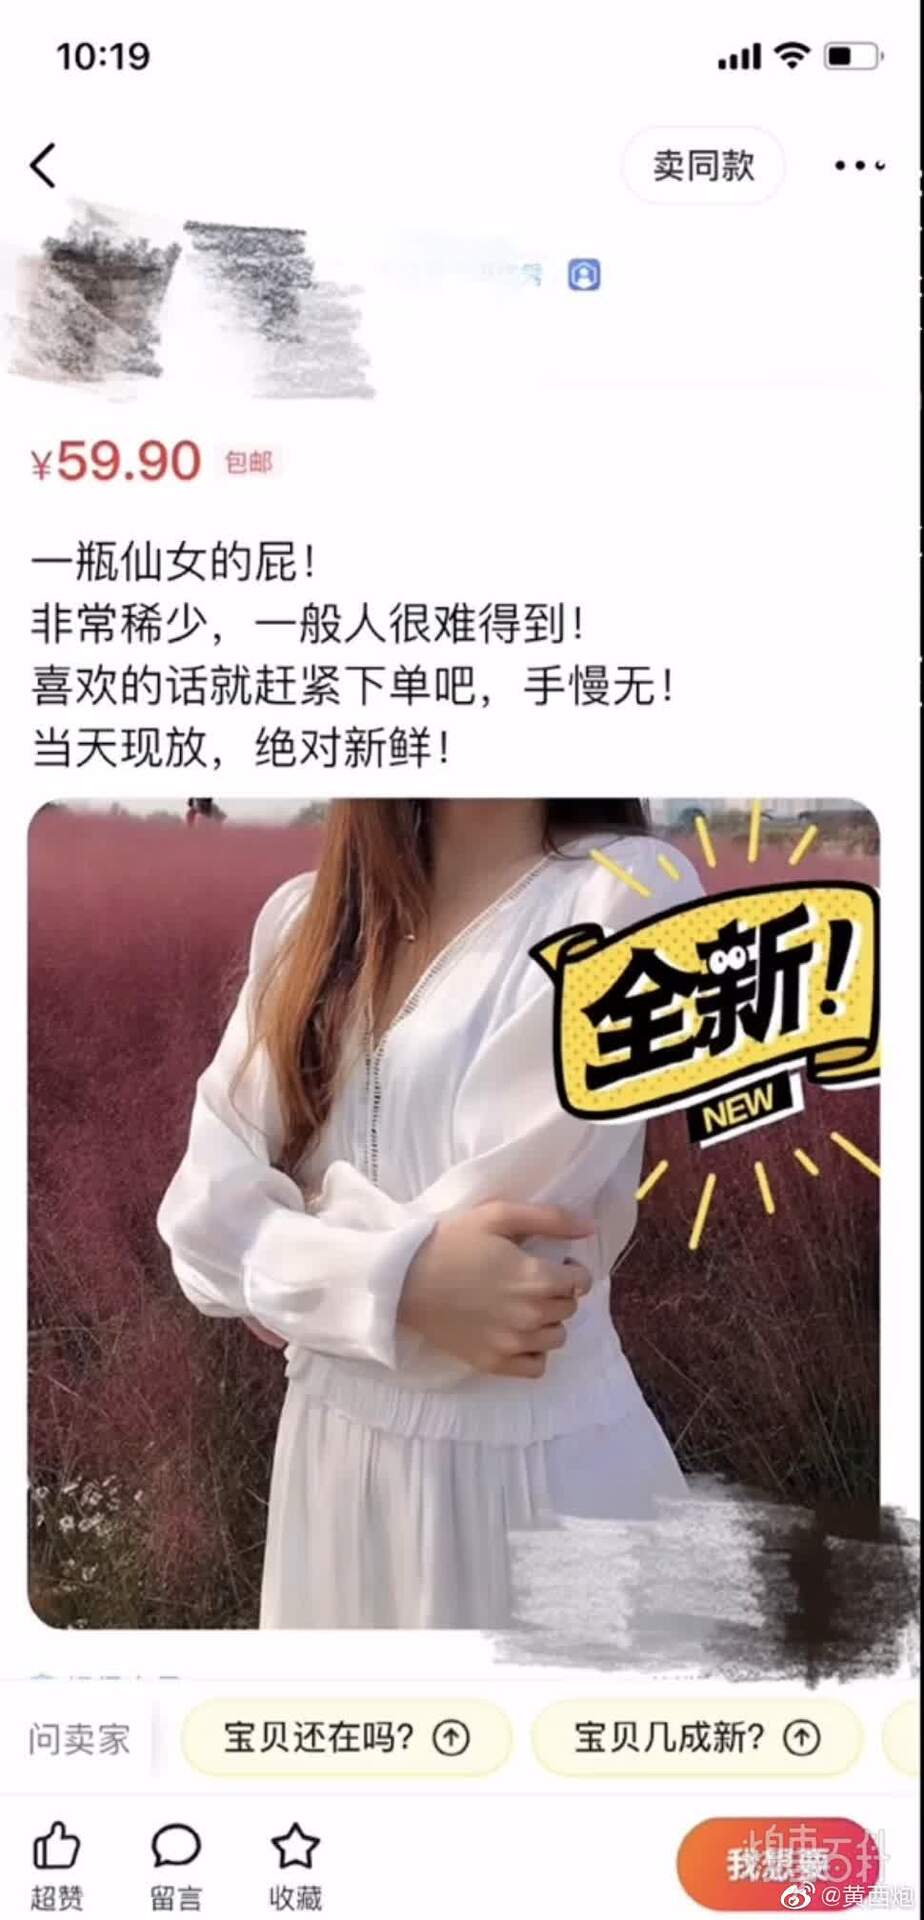 10:19
卖同款
¥59.90 包邮
一瓶仙女的屁！
非常稀少，一般人很难得到！
喜欢的话就赶紧下单吧，手慢无！
当天现放，绝对新鲜！
全新！
NEW
问卖家 宝贝还在吗？ 宝贝几成新？
超赞 留言 收藏 我想要
@黄西炮